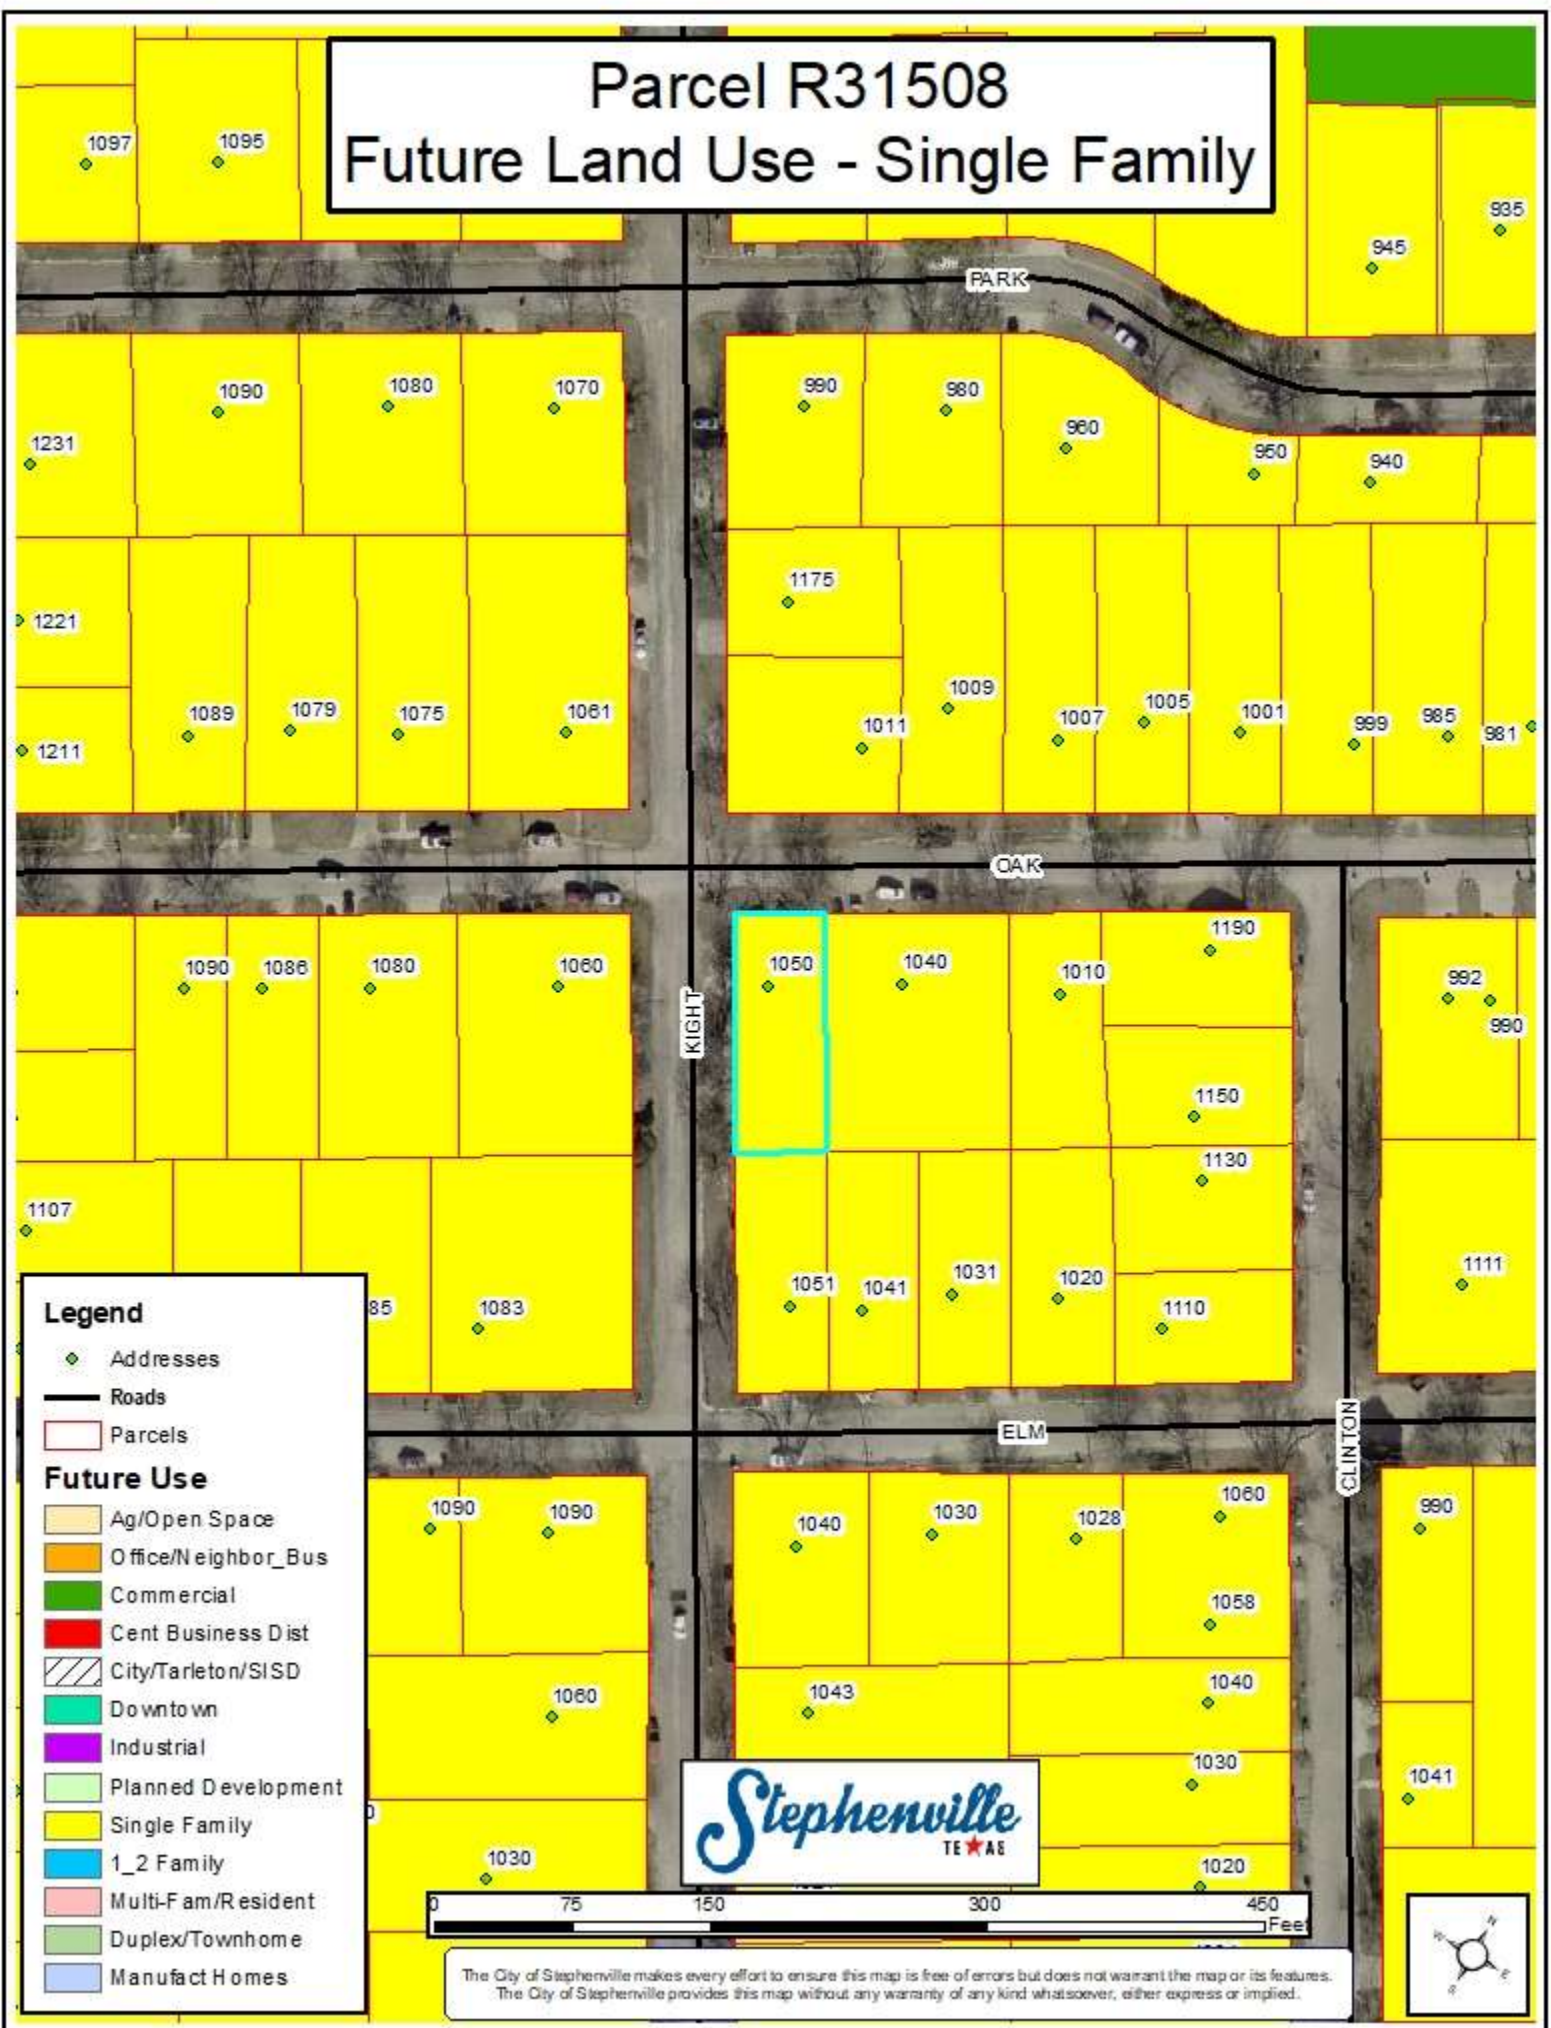 Parcel R31508
Future Land Use - Single Family
1097
1095
935
945
PARK
1090
1080
1070
990
980
960
950
940
1231
1175
1221
1009
1089
1079
1075
1061
1011
1007
1005
1001
999
985
981
1211
OAK
1190
1090
1086
1080
1060
1050
1040
1010
992
990
KIGHT
1150
1130
1107
1111
1051
1041
1031
1020
1110
85
1083
ELM
CLINTON
1090
1090
1040
1030
1028
1060
990
1058
1060
1043
1040
1030
1041
1030
1020
Legend
Addresses
Roads
Parcels
Future Use
Ag/Open Space
Office/Neighbor_Bus
Commercial
Cent Business Dist
City/Tarleton/SISD
Downtown
Industrial
Planned Development
Single Family
1_2 Family
Multi-Fam/Resident
Duplex/Townhome
Manufact Homes
Stephenville
TEXAS
0 75 150 300 450
Feet
The City of Stephenville makes every effort to ensure this map is free of errors but does not warrant the map or its features.
The City of Stephenville provides this map without any warranty of any kind whatsoever, either express or implied.
N
W
E
S